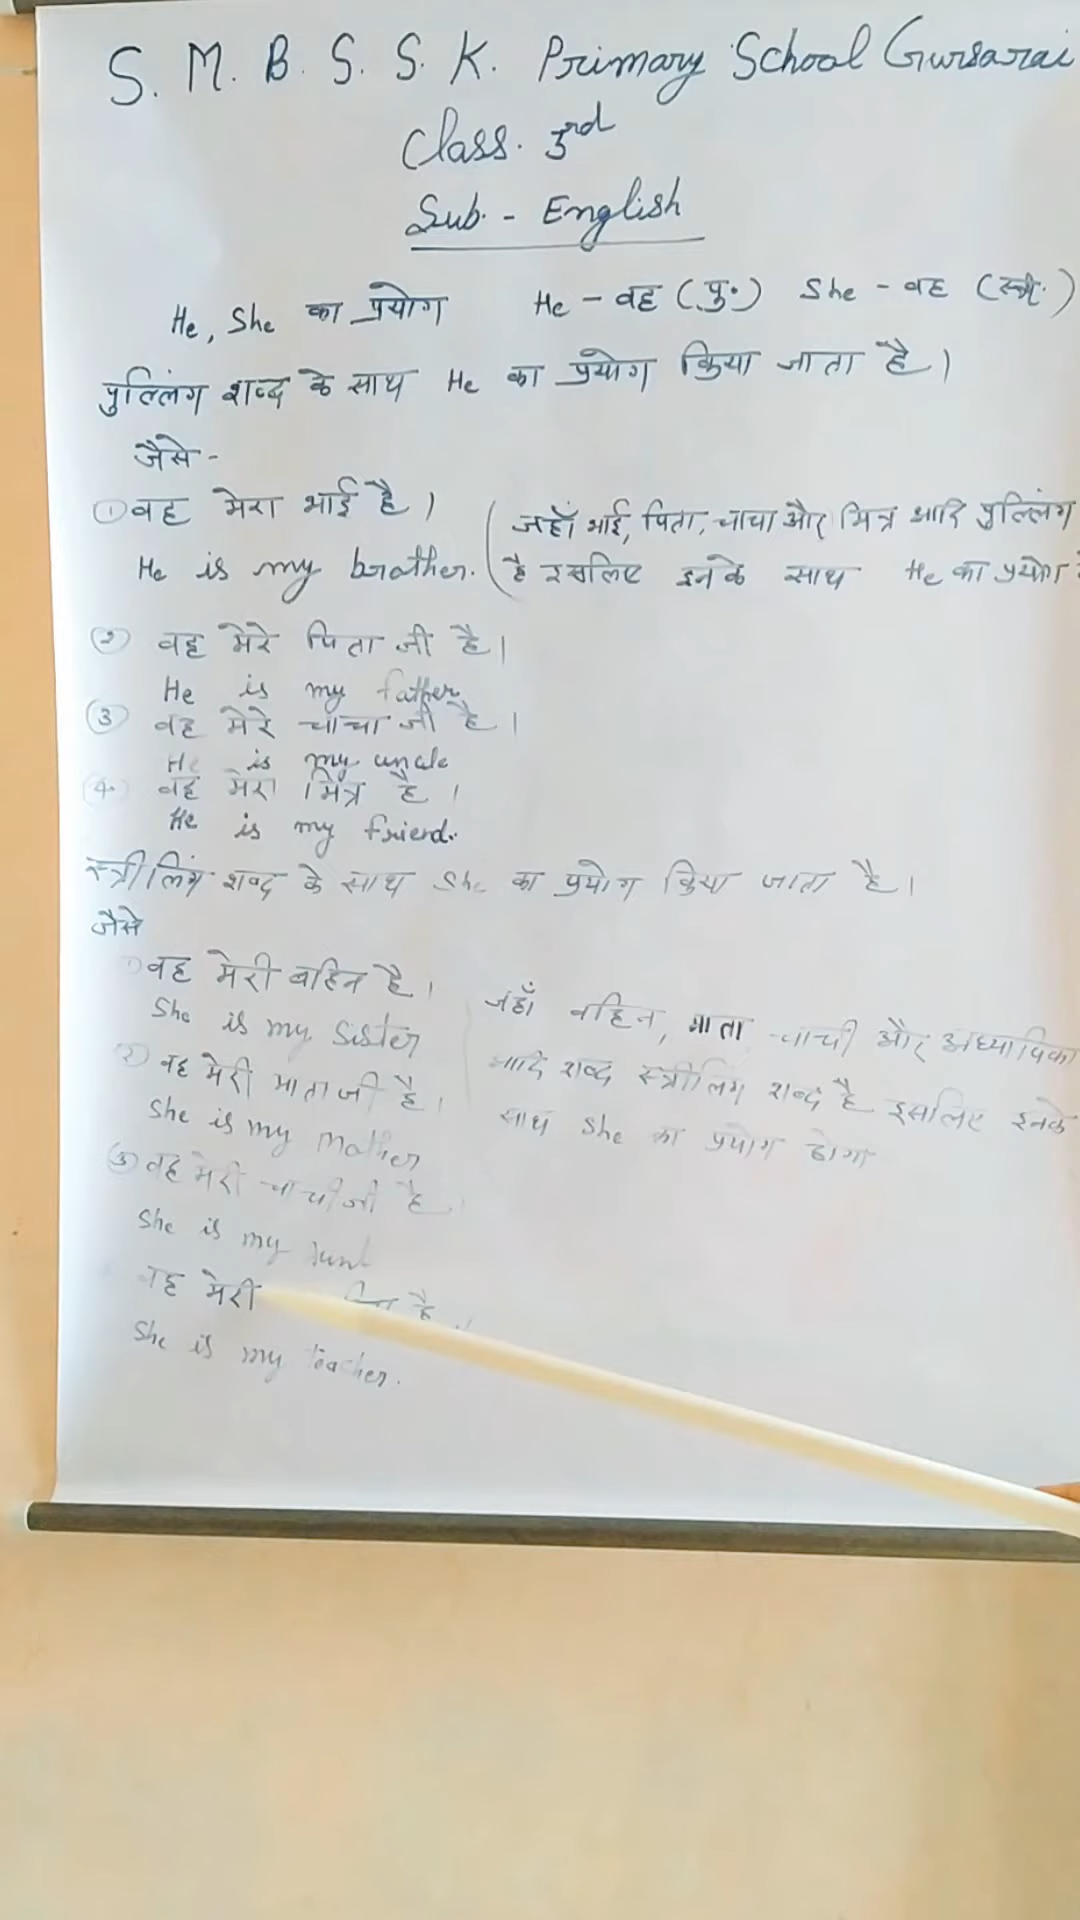 S. M. B. S. S. K. Primary School Gursarai
Class. 3rd
Sub. - English
He, She का प्रयोग He - वह (पु.) She - वह (स्त्री.)
पुल्लिंग शब्द के साथ He का प्रयोग किया जाता है।
जैसे -
① वह मेरा भाई है।
He is my brother.
(जहाँ भाई, पिता, चाचा और मित्र आदि पुल्लिंग
है इसलिए इनके साथ He का प्रयोग
② वह मेरे पिता जी है।
He is my father
③ वह मेरे चाचा जी है।
He is my uncle
④ वह मेरा मित्र है।
He is my friend.
स्त्रीलिंग शब्द के साथ She का प्रयोग किया जाता है।
जैसे
① वह मेरी बहिन है।
She is my Sister
② वह मेरी माता जी है।
She is my mother
जहाँ बहिन, माता चाची और अध्यापिका
आदि शब्द स्त्रीलिंग शब्द है इसलिए इनके
साथ She का प्रयोग होगा
③ वह मेरी चाची जी है
She is my
वह मेरी है।
She is my teacher.